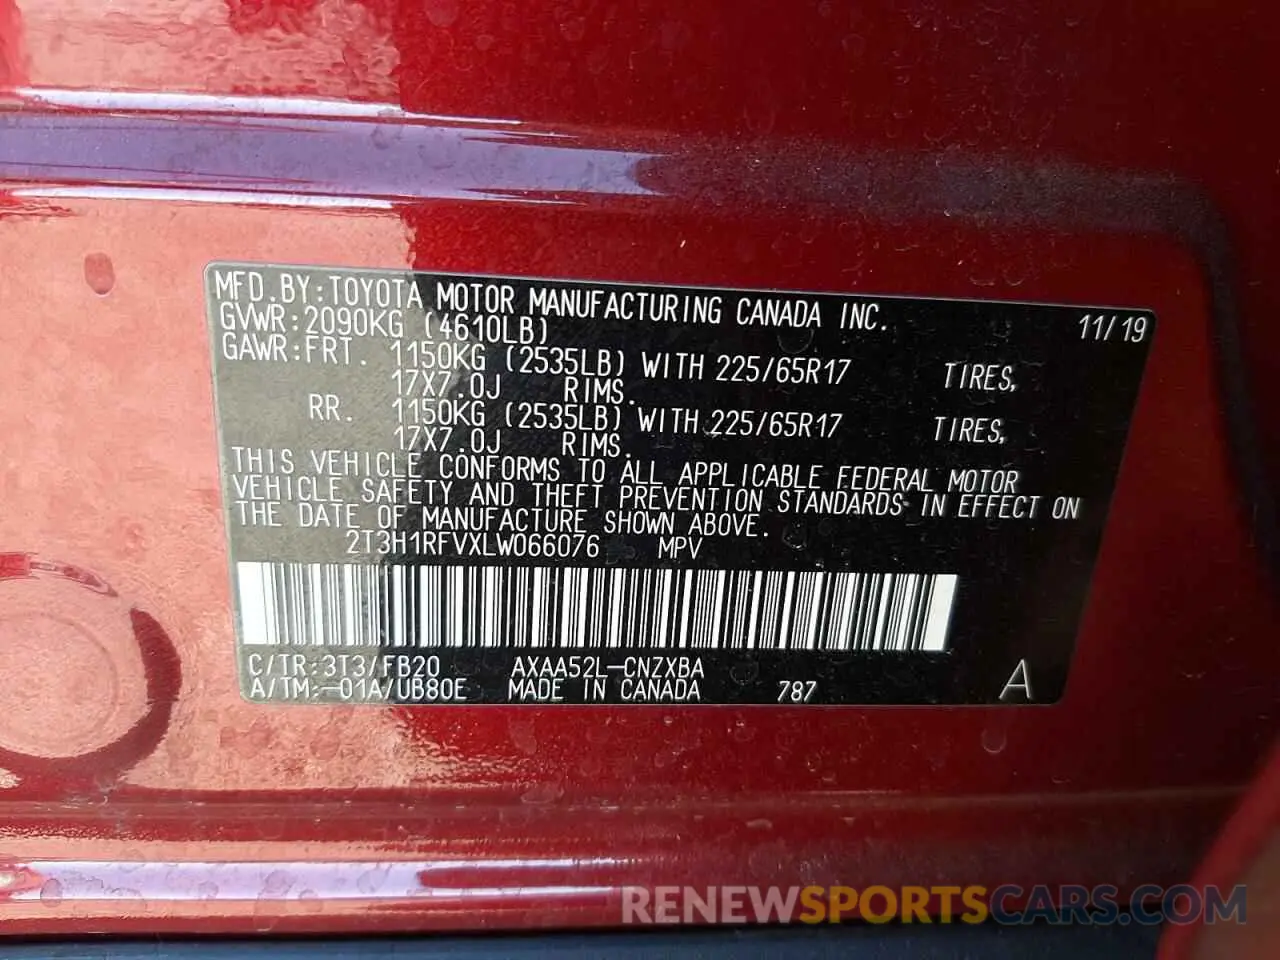 MFD.BY:TOYOTA MOTOR MANUFACTURING CANADA INC. 11/19
GVWR:2090KG (4610LB)
GAWR:FRT. 1150KG (2535LB) WITH 225/65R17 TIRES,
17X7.0J RIMS.
RR. 1150KG (2535LB) WITH 225/65R17 TIRES,
17X7.0J RIMS.
THIS VEHICLE CONFORMS TO ALL APPLICABLE FEDERAL MOTOR
VEHICLE SAFETY AND THEFT PREVENTION STANDARDS IN EFFECT ON
THE DATE OF MANUFACTURE SHOWN ABOVE.
2T3H1RFVXLW066076 MPV
C/TR:3T3/FB20 AXAA52L-CNZXBA
A/TM:-01A/UB80E MADE IN CANADA 787 A
RENEWSPORTSCARS.COM